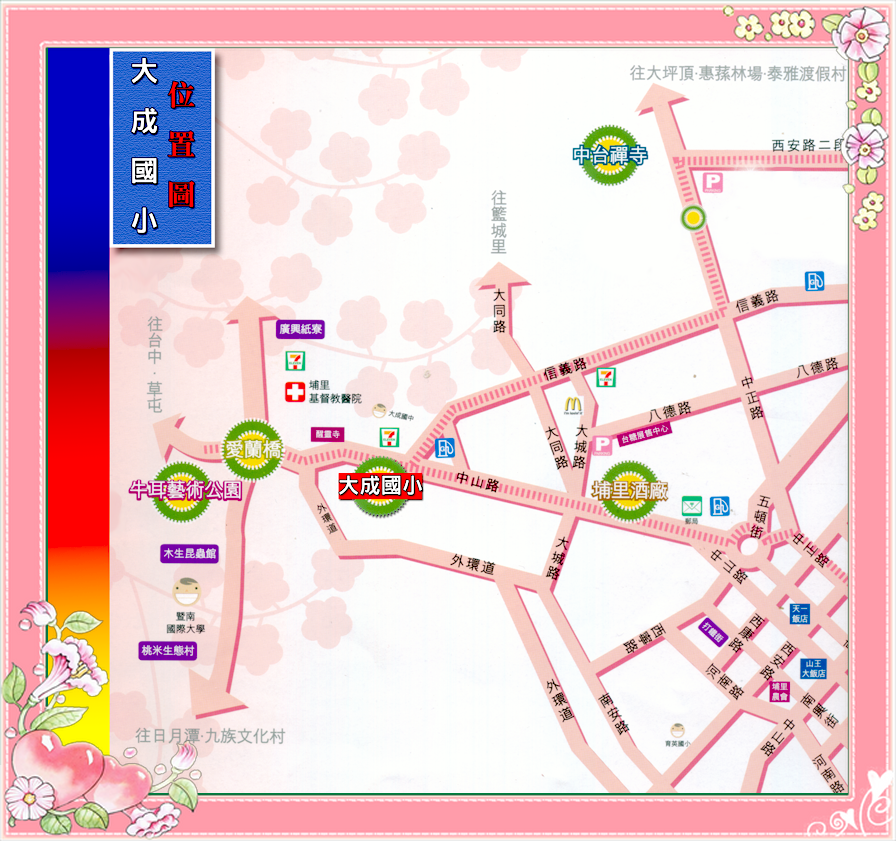 大成國小
位置圖
往大坪頂·惠蓀林場·泰雅渡假村
中台禪寺
西安路二段
P
往籃城里
大同路
信義路
廣興紙寮
往台中·草屯
埔里
基督教醫院
大成國中
信義路
八德路
八德路
中正路
醒靈寺
愛蘭橋
大同路
大城路
P
台糖展售中心
牛耳藝術公園
大成國小
中山路
埔里酒廠
郵局
五頓街
外環道
木生昆蟲館
外環道
大城路
中山路
中正路
暨南
國際大學
桃米生態村
天一
飯店
打鐵街
西康路
西寧路
西安路
山王
大飯店
河南路
埔里
農會
南興街
外環道
南安路
中山路
育英國小
河南路
往日月潭·九族文化村